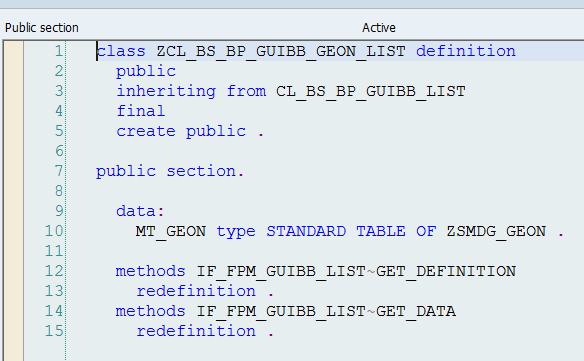 Public section Active
1 class ZCL_BS_BP_GUIBB_GEON_LIST definition
2 public
3 inheriting from CL_BS_BP_GUIBB_LIST
4 final
5 create public .
6
7 public section.
8
9 data:
10 MT_GEON type STANDARD TABLE OF ZSMDG_GEON .
11
12 methods IF_FPM_GUIBB_LIST~GET_DEFINITION
13 redefinition .
14 methods IF_FPM_GUIBB_LIST~GET_DATA
15 redefinition .